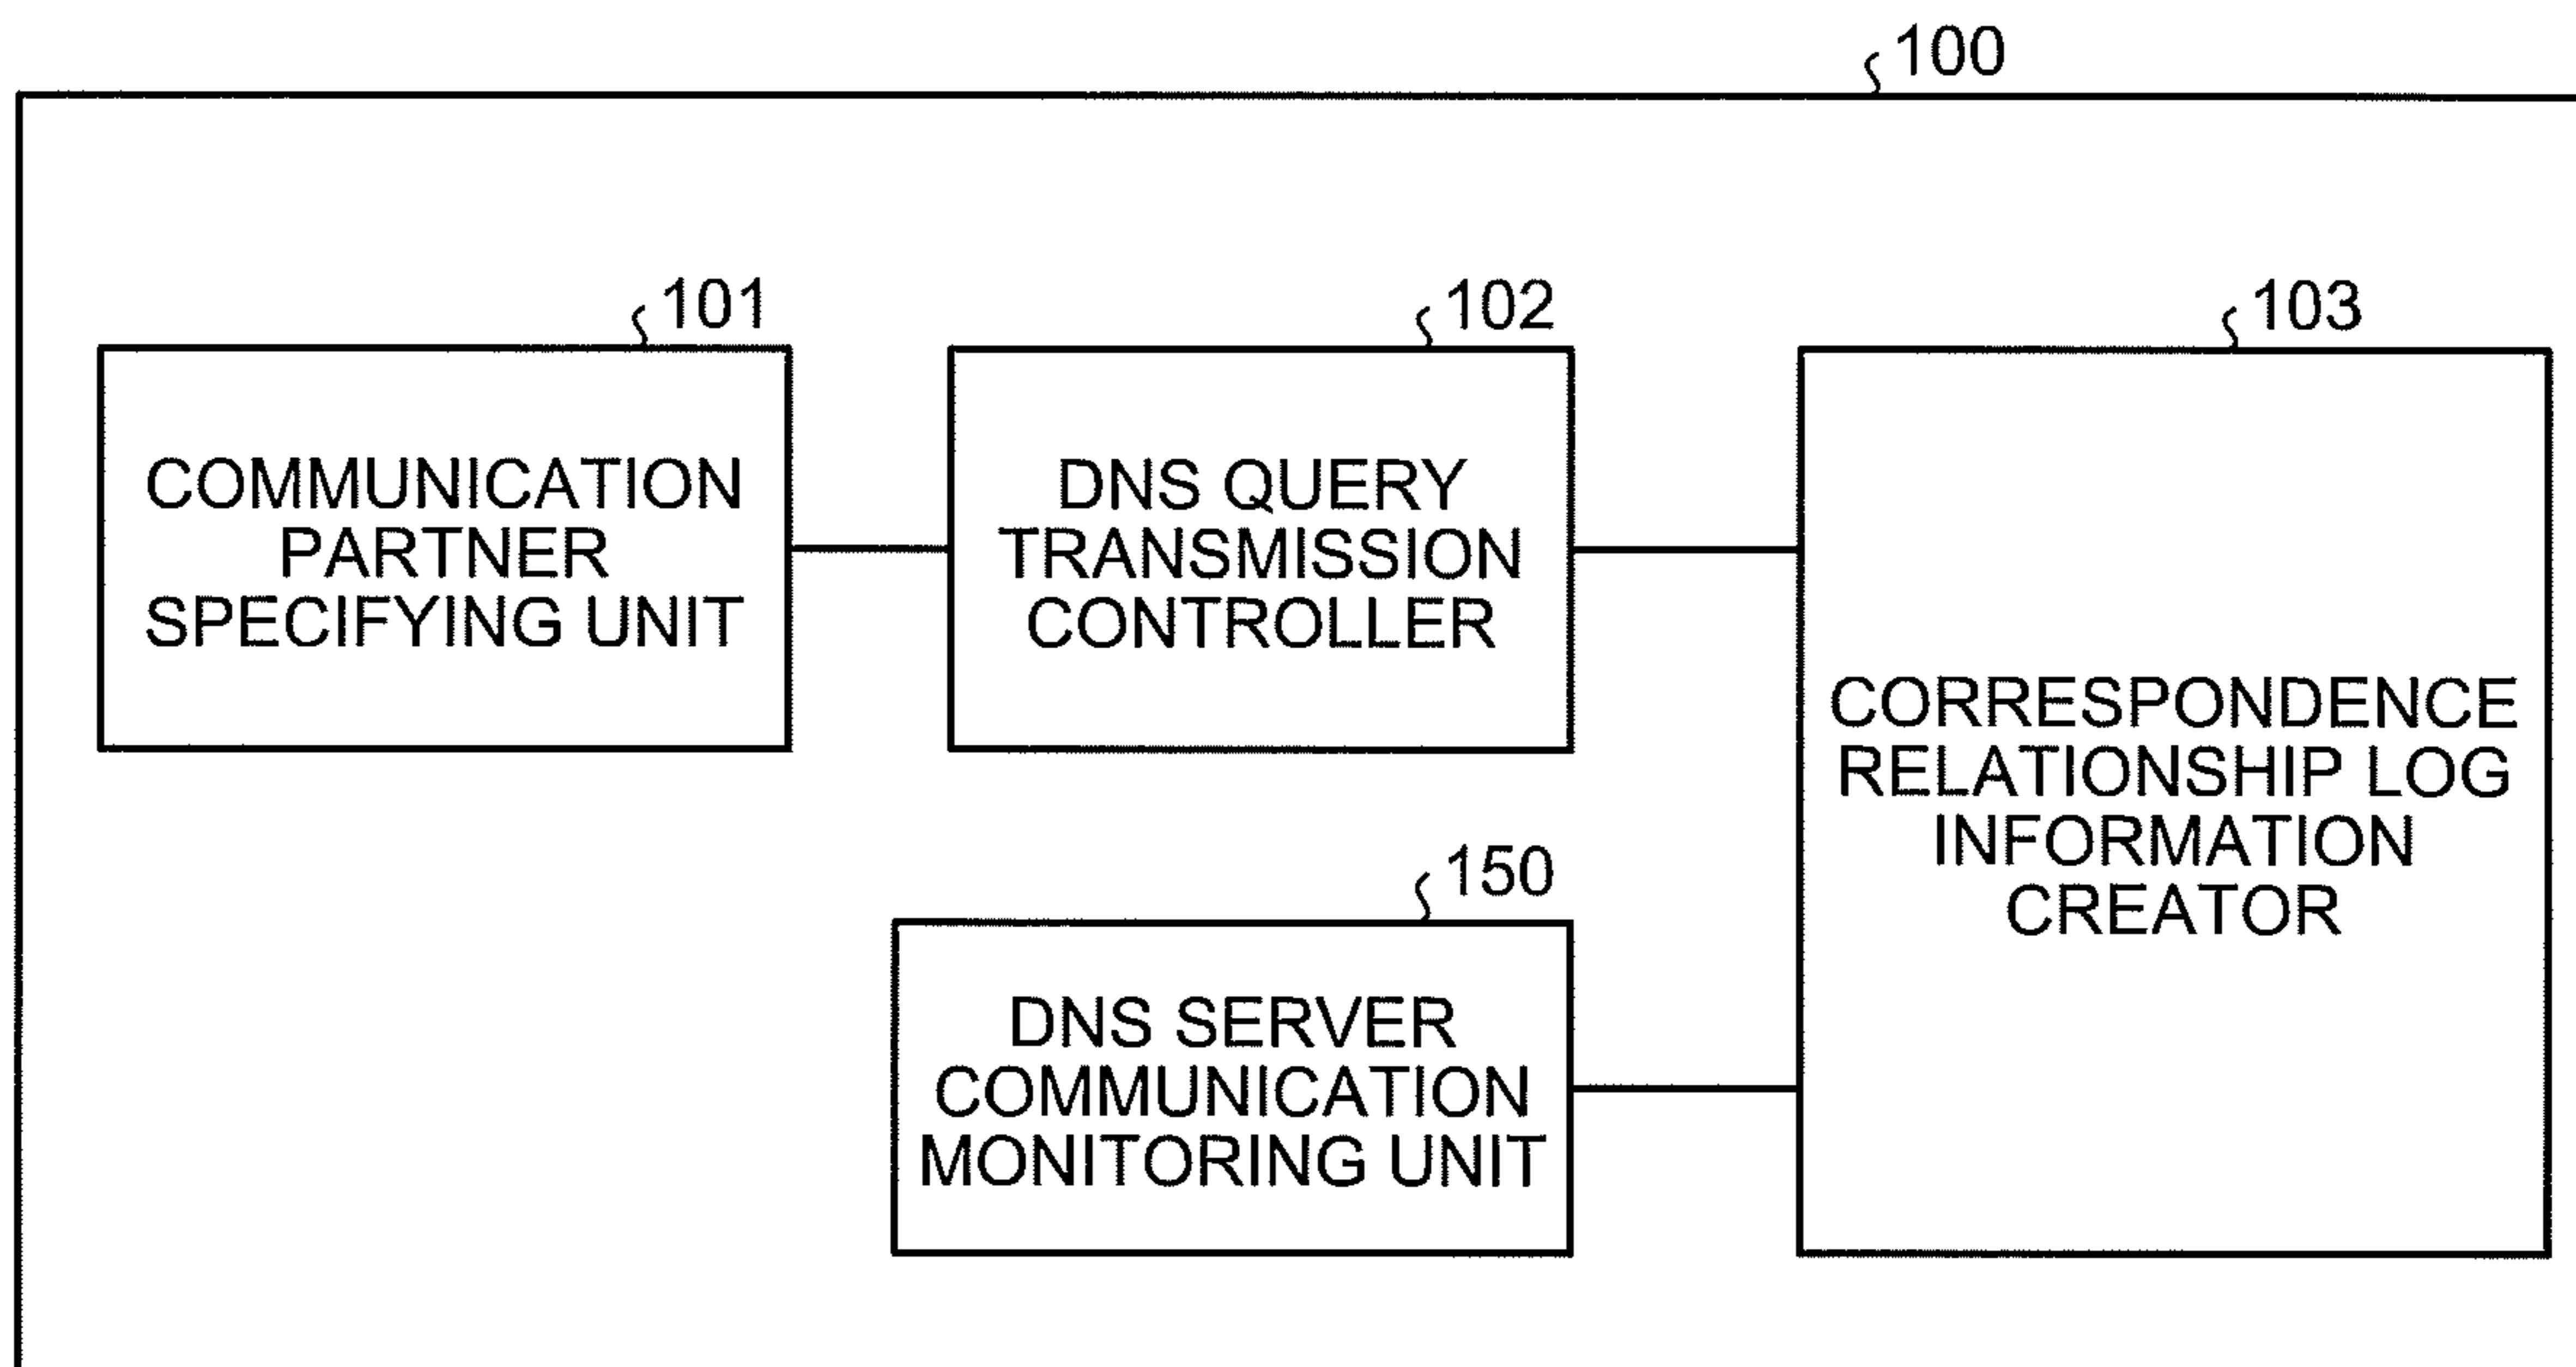 100
101
COMMUNICATION
PARTNER
SPECIFYING UNIT
102
DNS QUERY
TRANSMISSION
CONTROLLER
103
CORRESPONDENCE
RELATIONSHIP LOG
INFORMATION
CREATOR
150
DNS SERVER
COMMUNICATION
MONITORING UNIT